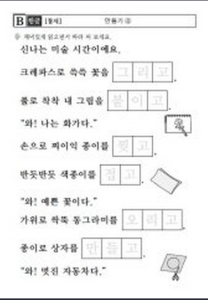 B 한글 [동사] 만들기 ②
재미있게 읽고 따라 써 보세요.
신나는 미술 시간이에요.
크레파스로 쓱쓱 꽃을 그리고,
풀로 착착 내 그림을 붙이고,
"와! 나는 화가다."
손으로 찌이익 종이를 찢고,
반듯반듯 색종이를 접고,
"와! 예쁜 꽃이다."
가위로 싹둑 동그라미를 오리고,
종이로 상자를 만들고,
"와! 멋진 자동차다."